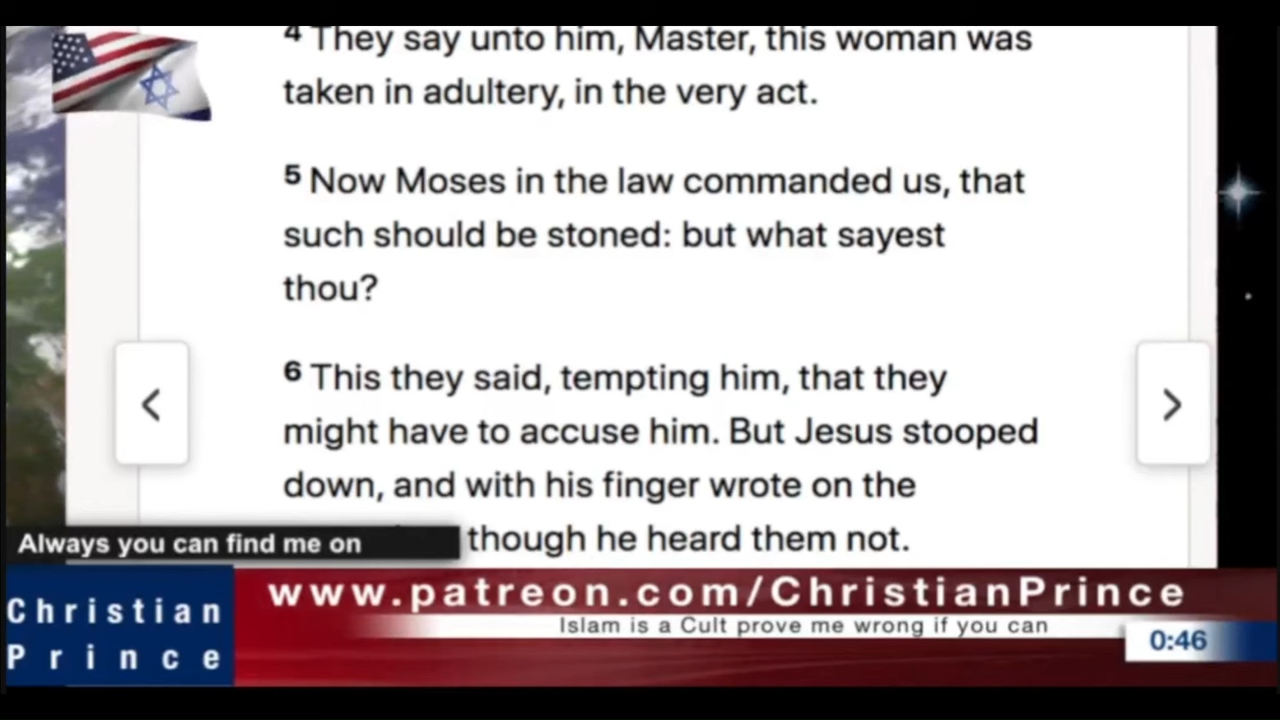 4 They say unto him, Master, this woman was
taken in adultery, in the very act.
5 Now Moses in the law commanded us, that
such should be stoned: but what sayest
thou?
6 This they said, tempting him, that they
might have to accuse him. But Jesus stooped
down, and with his finger wrote on the
though he heard them not.
Always you can find me on
Christian
Prince
www.patreon.com/ChristianPrince
Islam is a Cult prove me wrong if you can
0:46